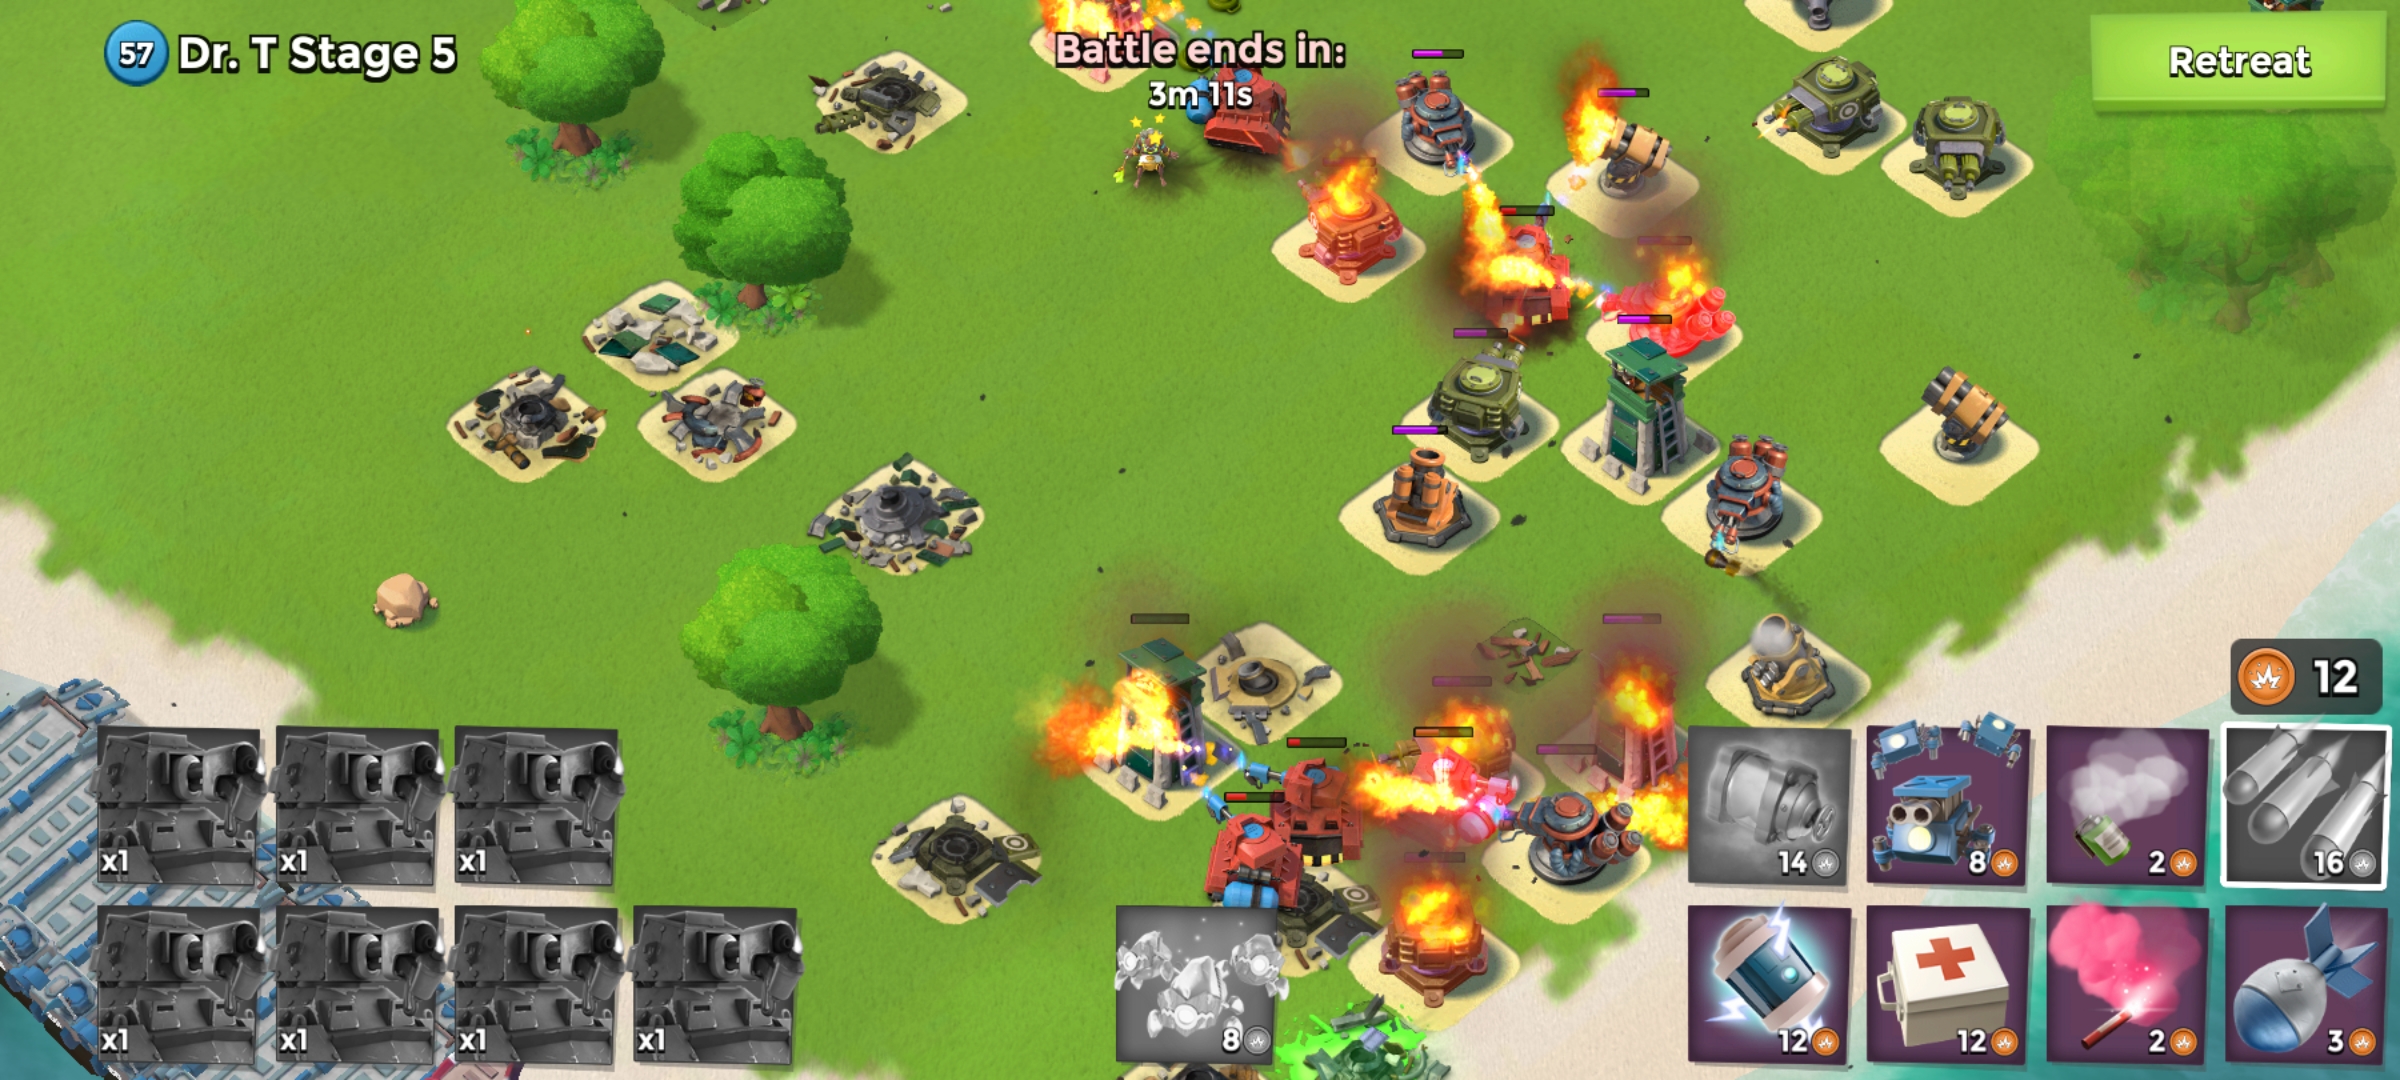 57 Dr. T Stage 5
Battle ends in:
3m 11s
Retreat
12
x1 x1 x1
14 8 2 16
x1 x1 x1 x1
8
12 12 2 3